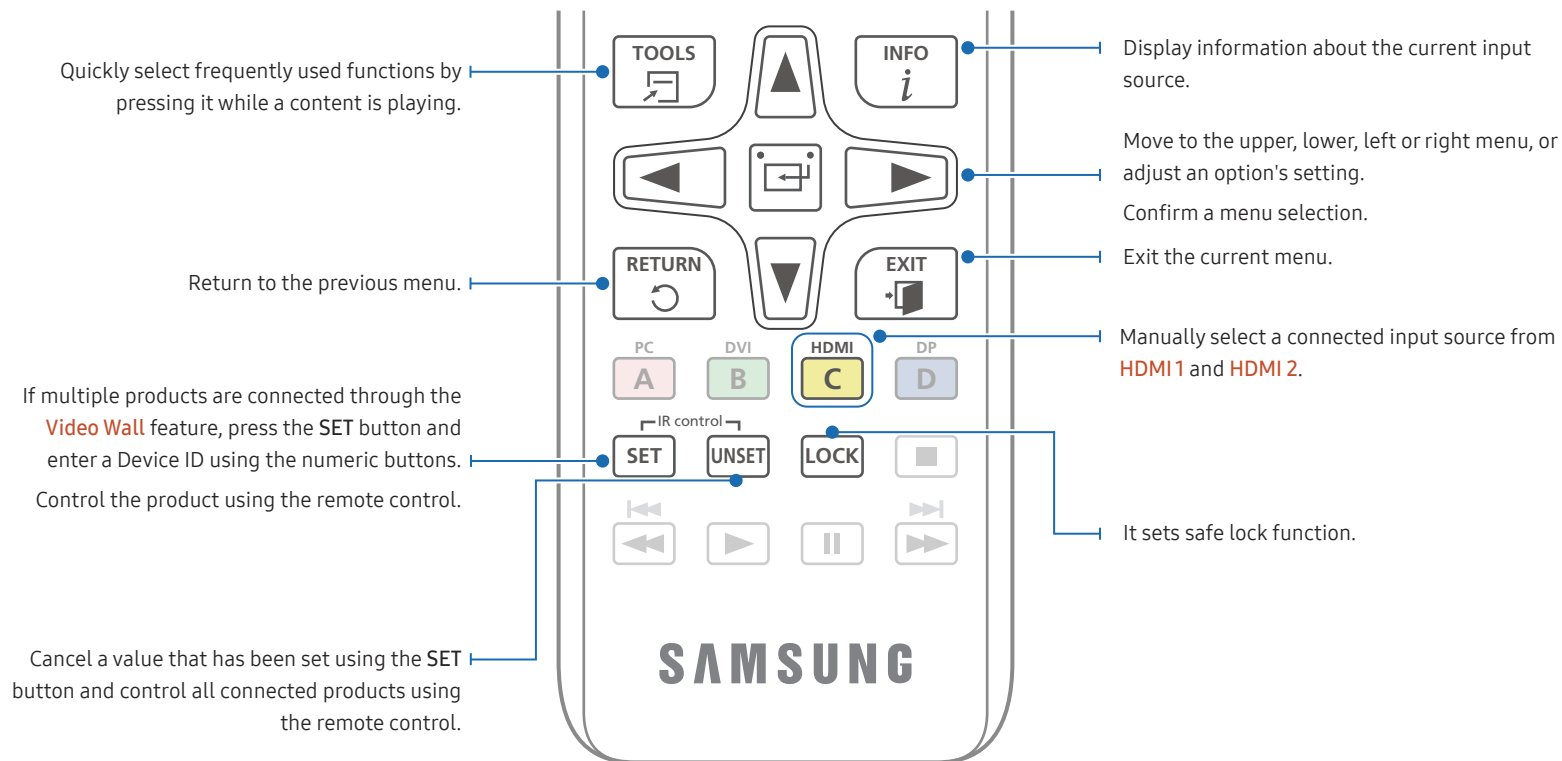 TOOLS
INFO
i
Quickly select frequently used functions by
pressing it while a content is playing.
Display information about the current input
source.
Move to the upper, lower, left or right menu, or
adjust an option's setting.
Confirm a menu selection.
RETURN
EXIT
Return to the previous menu.
Exit the current menu.
PC
DVI
HDMI
DP
A
B
C
D
Manually select a connected input source from
HDMI 1 and HDMI 2.
If multiple products are connected through the
Video Wall feature, press the SET button and
enter a Device ID using the numeric buttons.
Control the product using the remote control.
IR control
SET
UNSET
LOCK
It sets safe lock function.
Cancel a value that has been set using the SET
button and control all connected products using
the remote control.
SAMSUNG